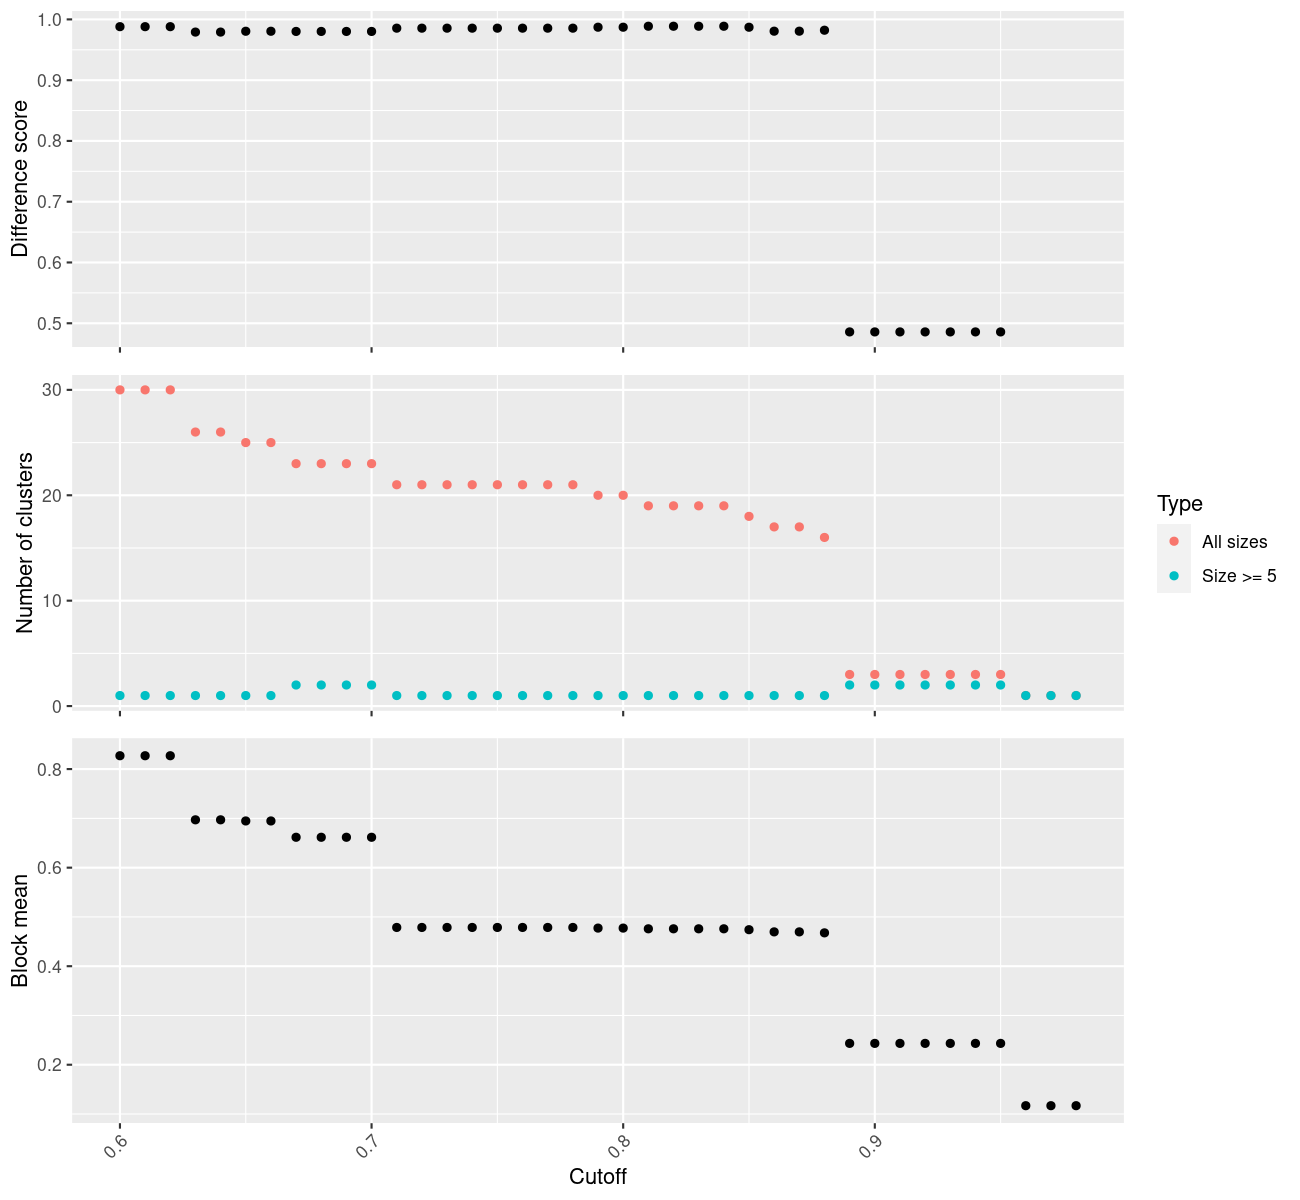 1.0
0.9
0.8
0.7
0.6
0.5
Difference score
30
20
10
0
Number of clusters
Type
All sizes
Size >= 5
0.8
0.6
0.4
0.2
Block mean
0.6
0.7
0.8
0.9
Cutoff